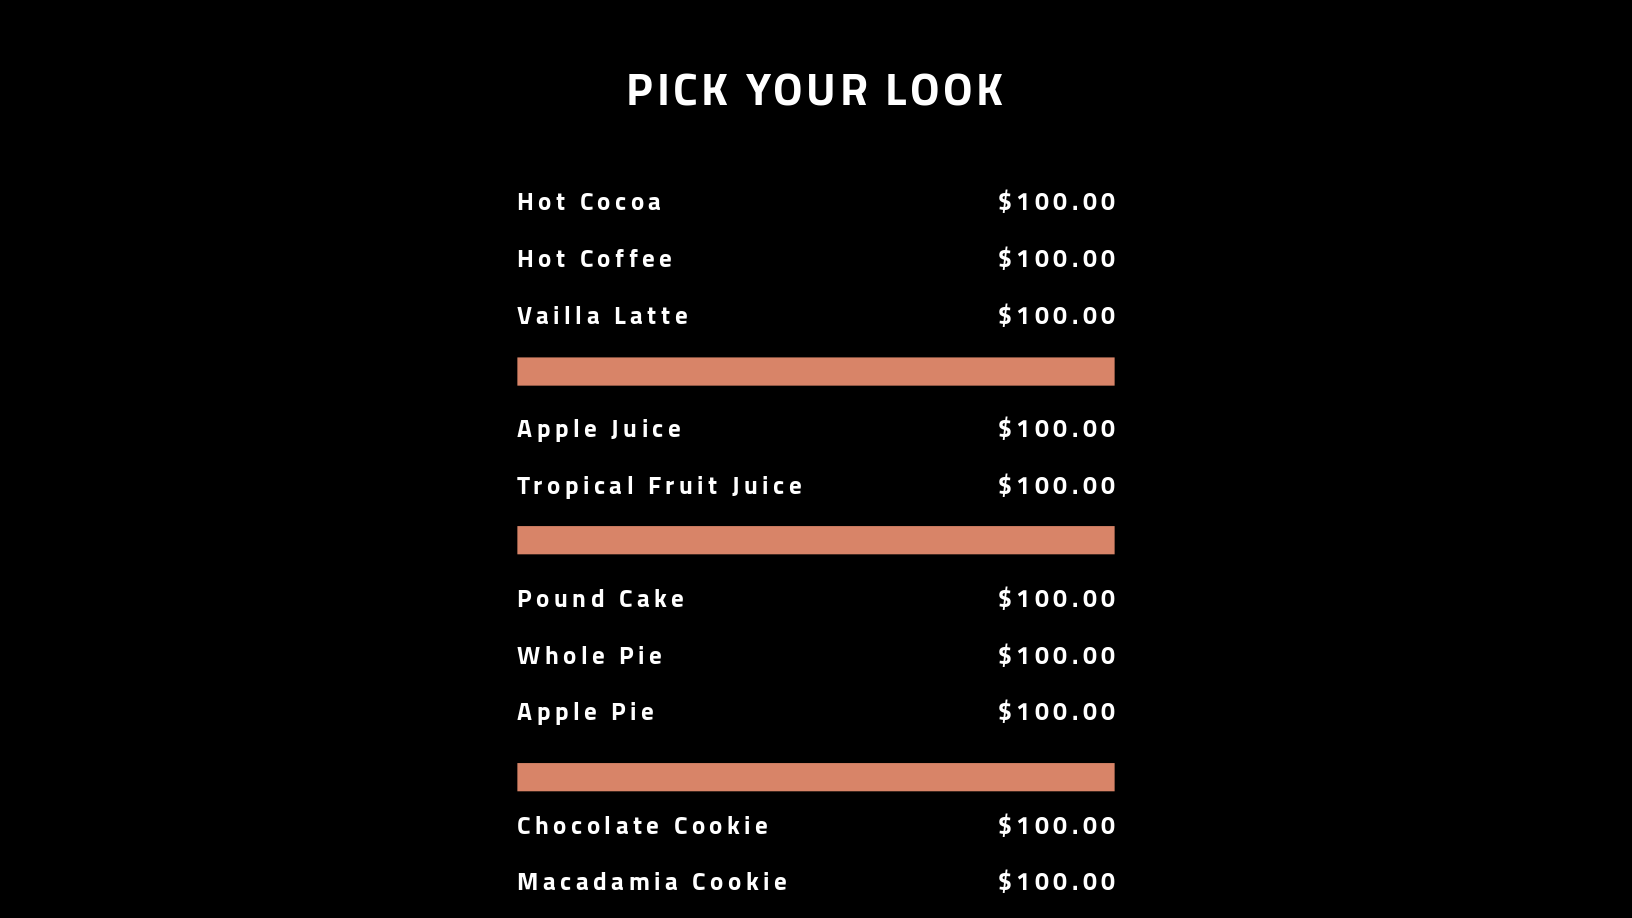 PICK YOUR LOOK
Hot Cocoa $100.00
Hot Coffee $100.00
Vailla Latte $100.00
Apple Juice $100.00
Tropical Fruit Juice $100.00
Pound Cake $100.00
Whole Pie $100.00
Apple Pie $100.00
Chocolate Cookie $100.00
Macadamia Cookie $100.00